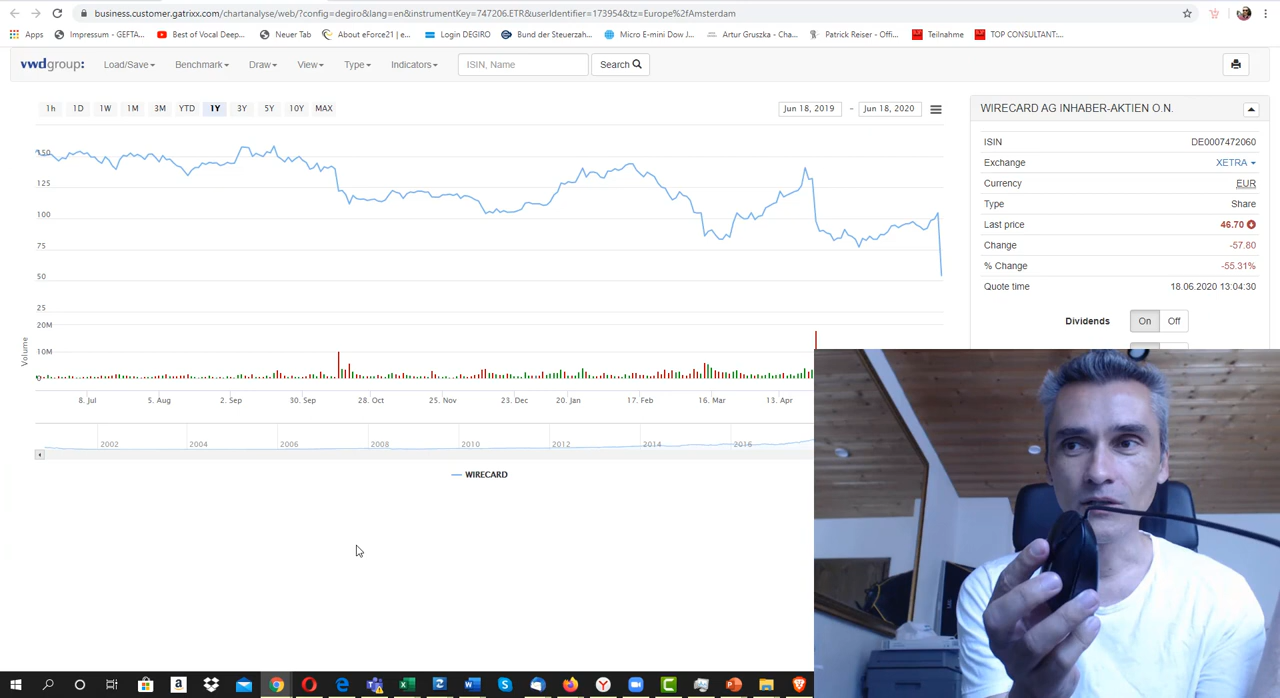 business.customer.gatrixx.com/chartanalyse/web/?config=degiro&lang=en&instrumentKey=747206.ETR&userIdentifier=173954&tz=Europe%2fAmsterdam
Apps Impressum - GEFTA... Best of Vocal Deep... Neuer Tab About eForce21 | e... Login DEGIRO Bund der Steuerzah... Micro E-mini Dow J... Artur Gruszka - Cha... Patrick Reiser - Offi... Teilnahme TOP CONSULTANT:...
vwdgroup: Load/Save Benchmark Draw View Type Indicators ISIN, Name Search
1h 1D 1W 1M 3M YTD 1Y 3Y 5Y 10Y MAX Jun 18, 2019 – Jun 18, 2020
150
125
100
75
50
25
20M
10M
0
Volume
8. Jul 5. Aug 2. Sep 30. Sep 28. Oct 25. Nov 23. Dec 20. Jan 17. Feb 16. Mar 13. Apr
2002 2004 2006 2008 2010 2012 2014 2016
WIRECARD
WIRECARD AG INHABER-AKTIEN O.N.
ISIN DE0007472060
Exchange XETRA
Currency EUR
Type Share
Last price 46.70
Change -57.80
% Change -55.31%
Quote time 18.06.2020 13:04:30
Dividends On Off